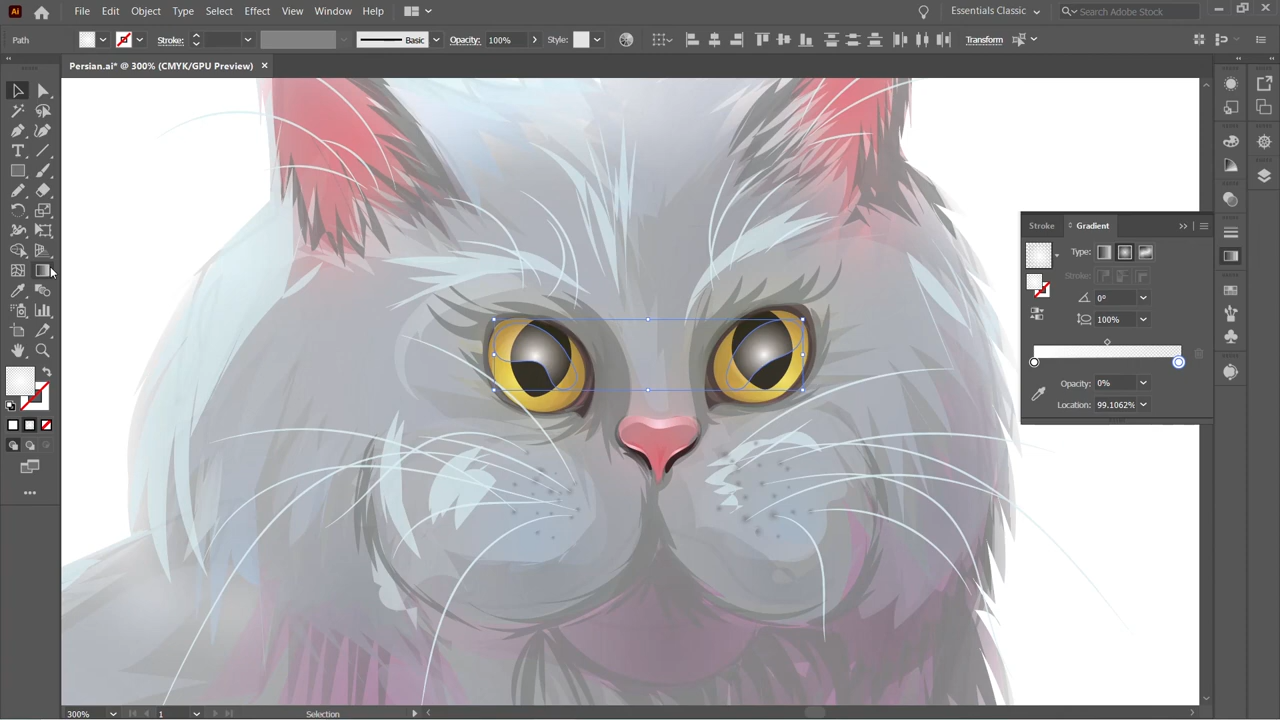 Ai File Edit Object Type Select Effect View Window Help Essentials Classic Search Adobe Stock
Path Stroke: Basic Opacity: 100% Style: Transform
Persian.ai* @ 300% (CMYK/GPU Preview) ×
Stroke Gradient
Type:
Stroke:
0°
100%
Opacity: 0%
Location: 99.1062%
300% 1 Selection